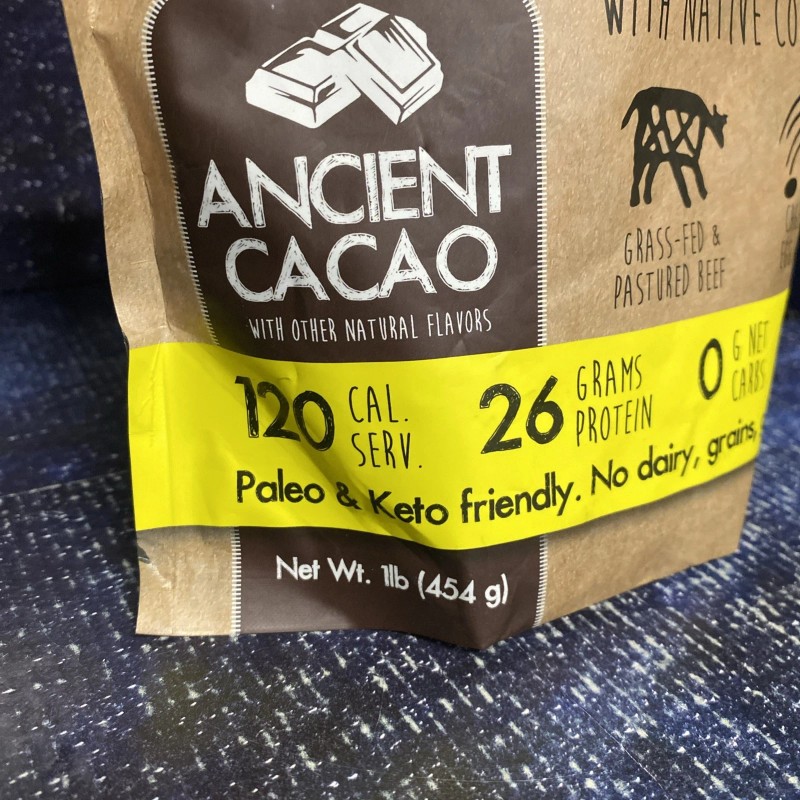 WITH NATIVE
ANCIENT
CACAO
WITH OTHER NATURAL FLAVORS
GRASS-FED &
PASTURED BEEF
120 CAL.
SERV.
26 GRAMS
PROTEIN
0 G NET
CARBS
Paleo & Keto friendly. No dairy, grains,
Net Wt. 1lb (454 g)